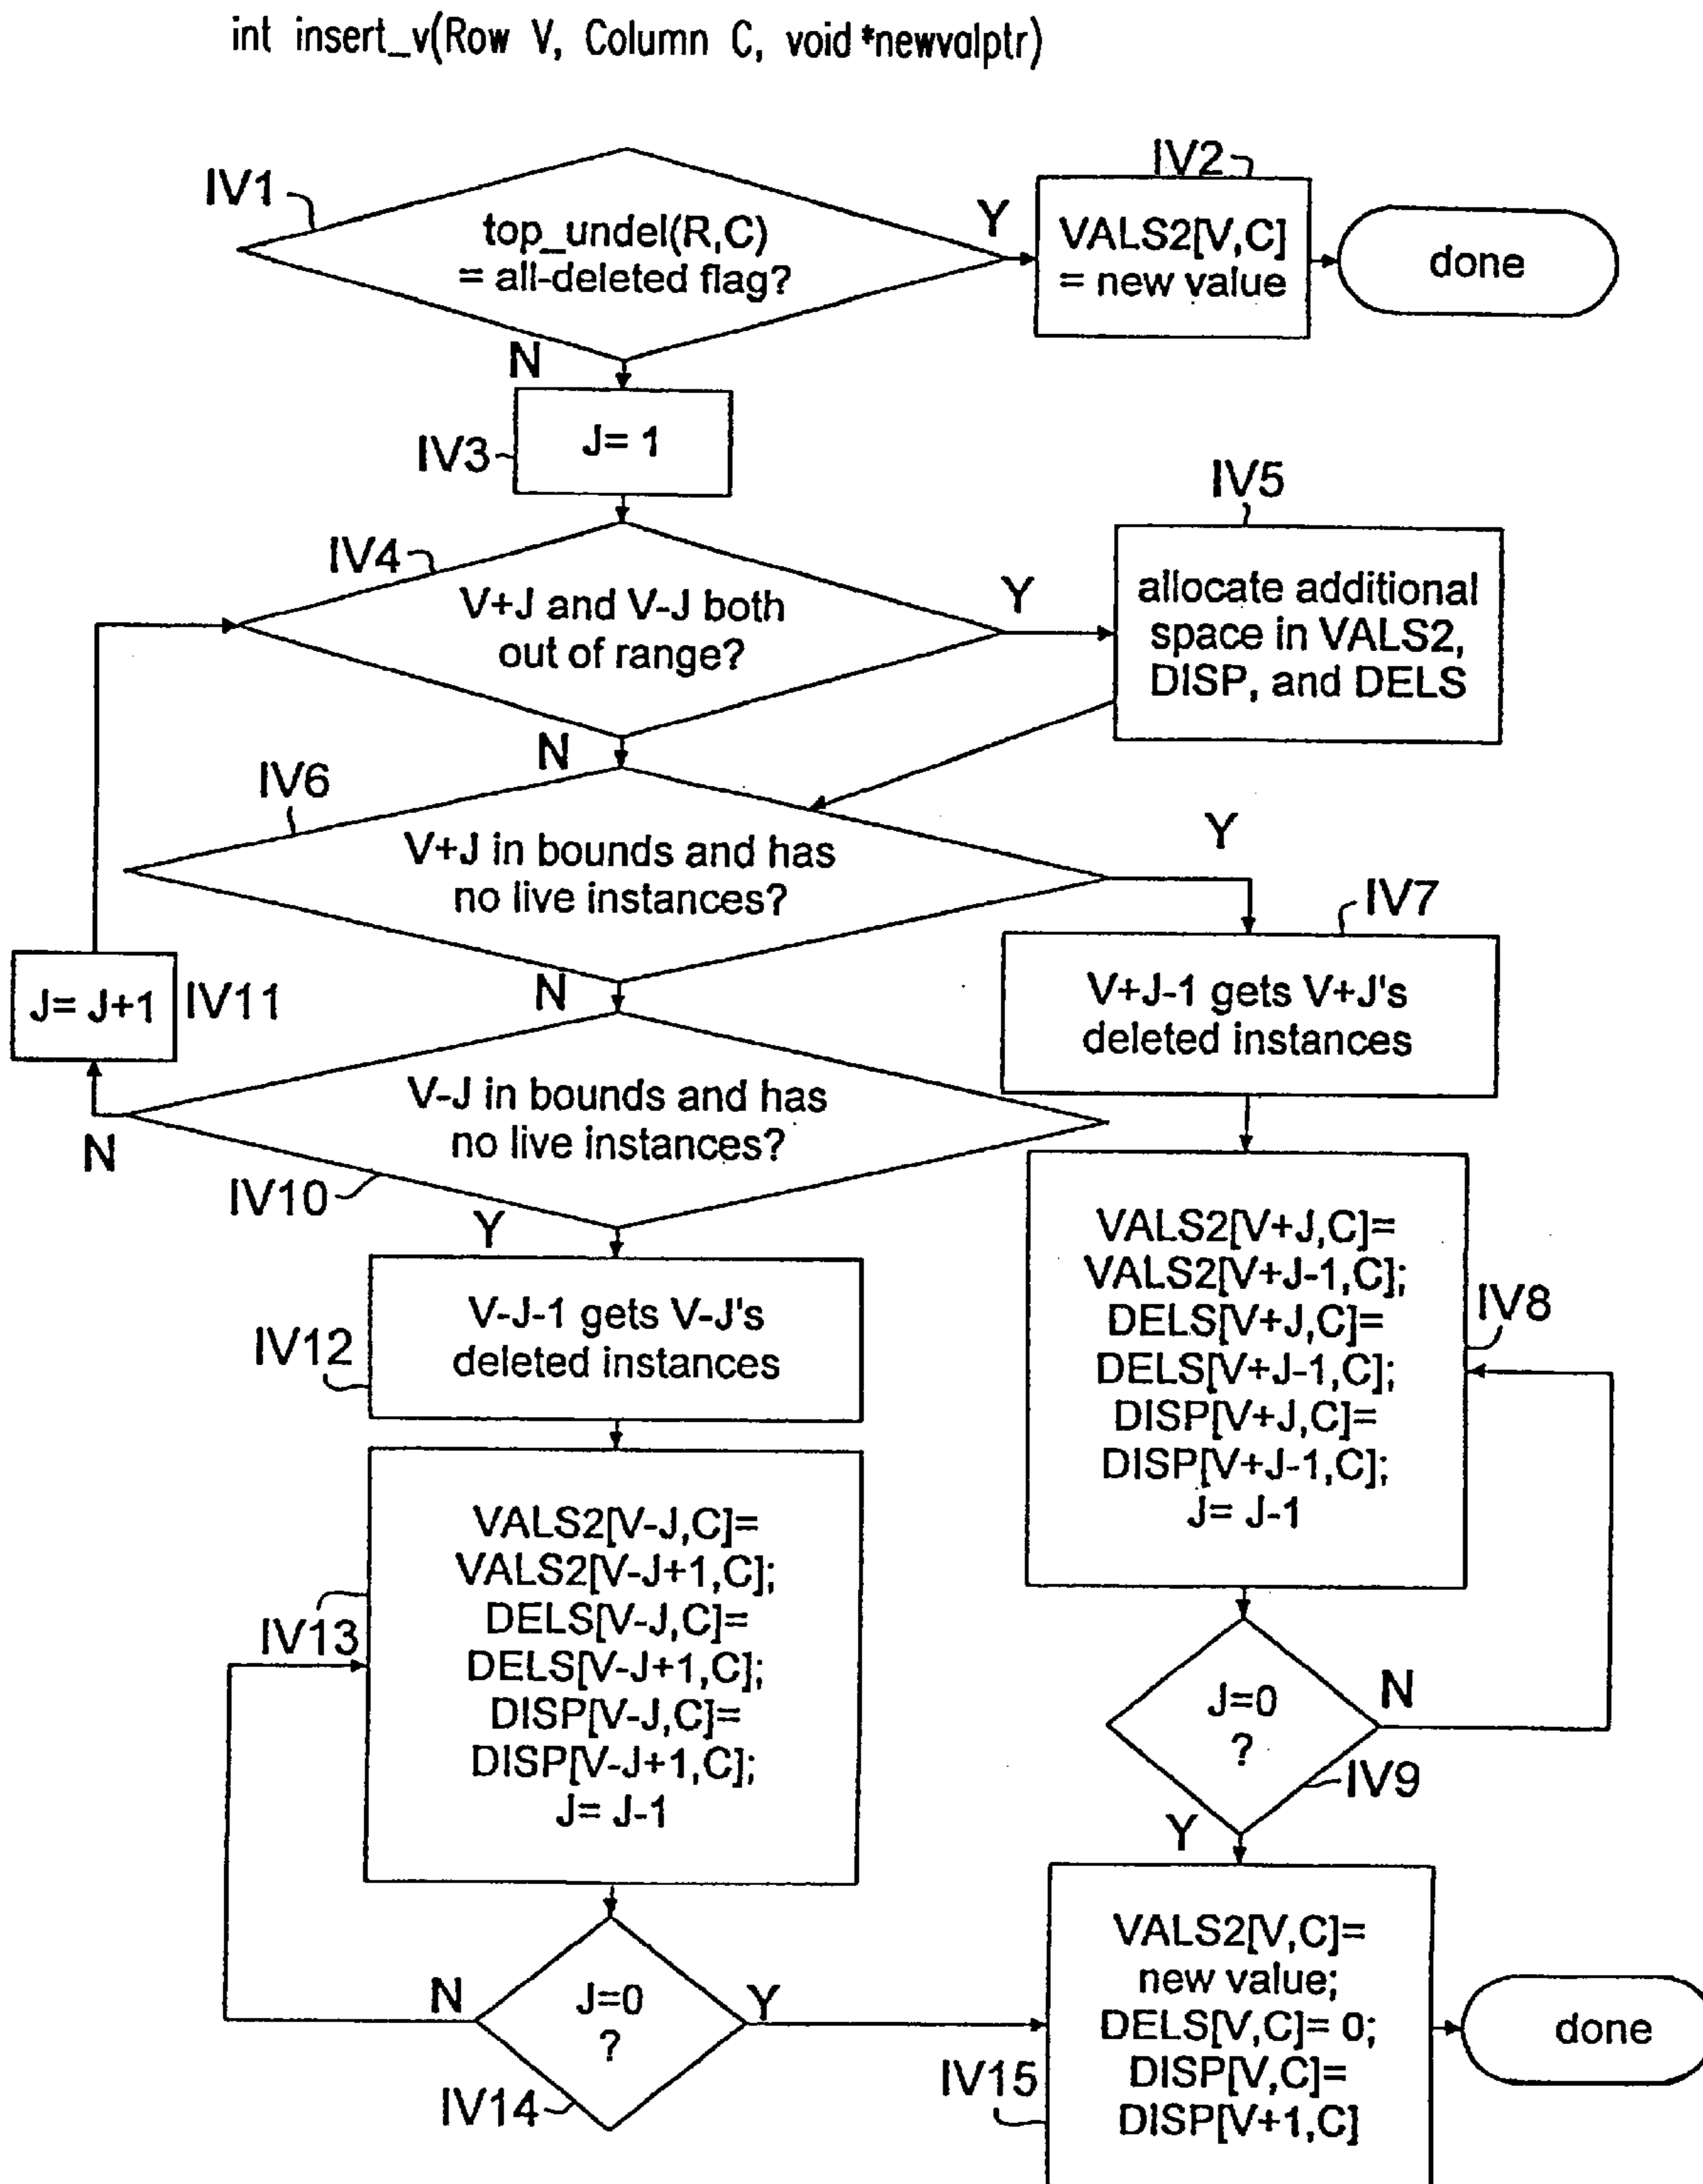 int insert_v(Row V, Column C, void *newvalptr)
IV1
top_undel(R,C)
= all-deleted flag?
Y
IV2
VALS2[V,C]
= new value
done
N
IV3
J= 1
IV4
V+J and V-J both
out of range?
Y
IV5
allocate additional
space in VALS2,
DISP, and DELS
N
IV6
V+J in bounds and has
no live instances?
Y
IV7
V+J-1 gets V+J's
deleted instances
J= J+1
IV11
N
V-J in bounds and has
no live instances?
N
IV10
Y
IV12
V-J-1 gets V-J's
deleted instances
VALS2[V+J,C]=
VALS2[V+J-1,C];
DELS[V+J,C]=
DELS[V+J-1,C];
DISP[V+J,C]=
DISP[V+J-1,C];
J= J-1
IV8
IV13
VALS2[V-J,C]=
VALS2[V-J+1,C];
DELS[V-J,C]=
DELS[V-J+1,C];
DISP[V-J,C]=
DISP[V-J+1,C];
J= J-1
J=0
?
N
IV9
Y
N
J=0
?
Y
IV14
IV15
VALS2[V,C]=
new value;
DELS[V,C]= 0;
DISP[V,C]=
DISP[V+1,C]
done